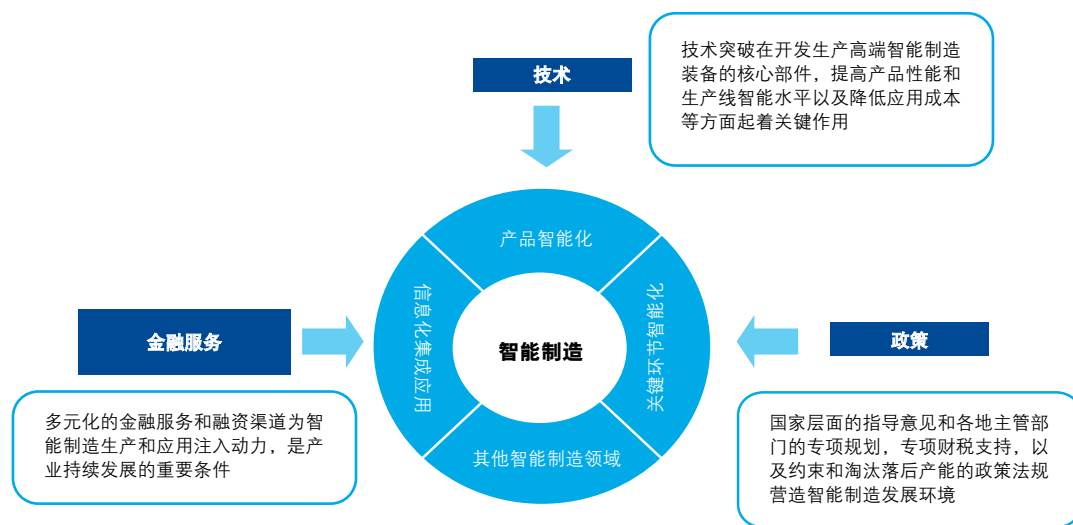 技术
技术突破在开发生产高端智能制造
装备的核心部件，提高产品性能和
生产线智能水平以及降低应用成本
等方面起着关键作用
产品智能化
信息化集成应用
智能制造
关键环节智能化
其他智能制造领域
金融服务
多元化的金融服务和融资渠道为智
能制造生产和应用注入动力，是产
业持续发展的重要条件
政策
国家层面的指导意见和各地主管部
门的专项规划，专项财税支持，以
及约束和淘汰落后产能的政策法规
营造智能制造发展环境